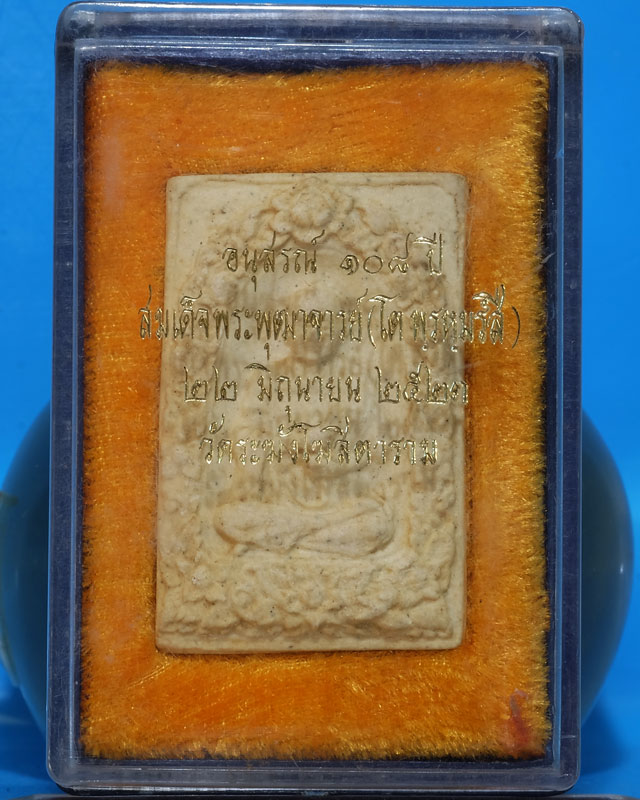 อนุสรณ์ ๑๐๘ ปี
สมเด็จพระพุฒาจารย์(โต พฺรหฺมรํสี)
๒๒ มิถุนายน ๒๕๒๓
วัดระฆังโฆสิตาราม